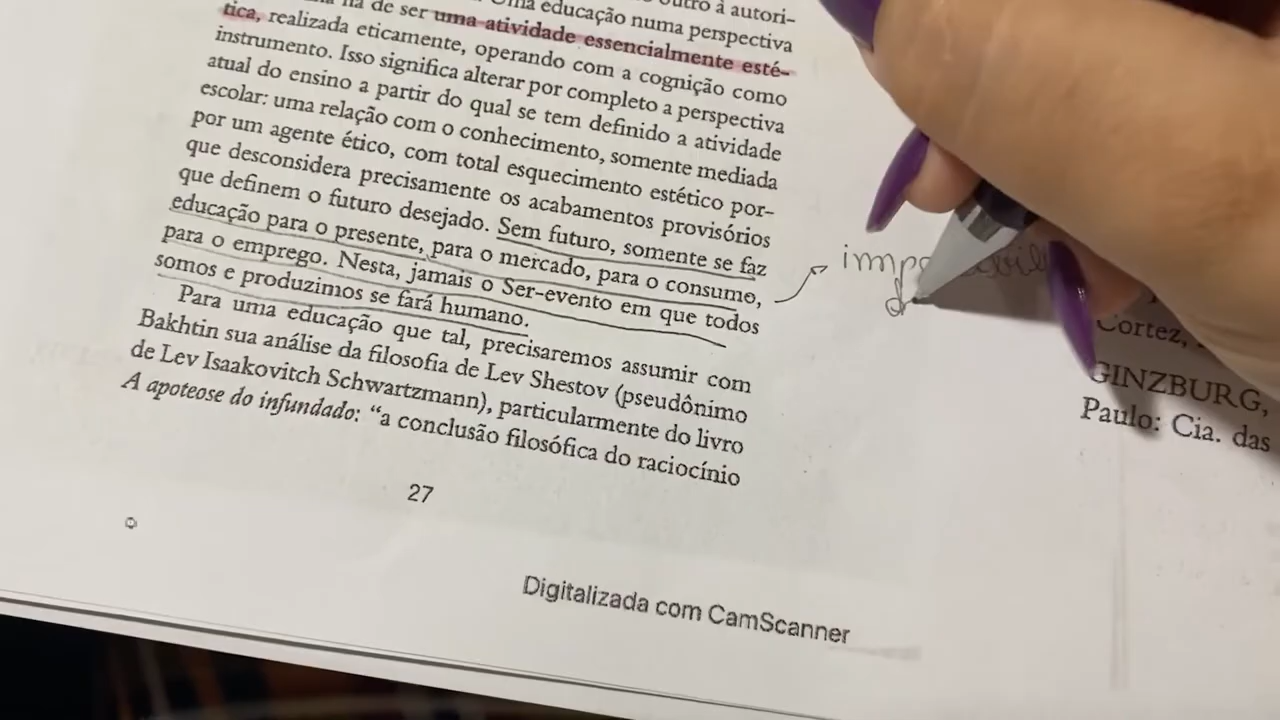 há de ser uma atividade essencialmente esté-
tica, realizada eticamente, operando com a cognição como
instrumento. Isso significa alterar por completo a perspectiva
atual do ensino a partir do qual se tem definido a atividade
escolar: uma relação com o conhecimento, somente mediada
por um agente ético, com total esquecimento estético por-
que desconsidera precisamente os acabamentos provisórios
que definem o futuro desejado. Sem futuro, somente se faz
educação para o presente, para o mercado, para o consumo,
para o emprego. Nesta, jamais o Ser-evento em que todos
somos e produzimos se fará humano.
Para uma educação que tal, precisaremos assumir com
Bakhtin sua análise da filosofia de Lev Shestov (pseudônimo
de Lev Isaakovitch Schwartzmann), particularmente do livro
A apoteose do infundado: “a conclusão filosófica do raciocínio
27
Digitalizada com CamScanner
Cortez,
GINZBURG,
Paulo: Cia. das